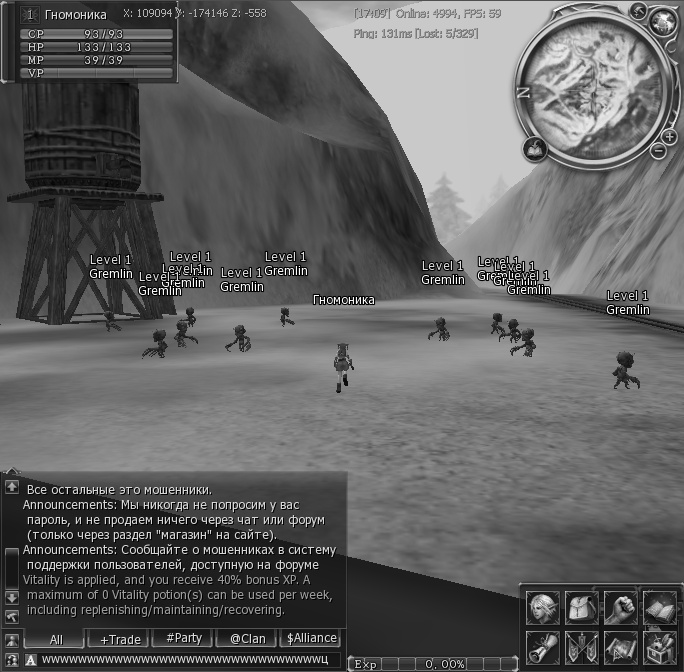 1 Гномоника
X: 109094 Y: -174146 Z: -558
[17:09] Online: 4994, FPS: 59
Ping: 131ms [Lost: 5/329]
CP 93/93
HP 133/133
MP 39/39
VP
N
Level 1
Gremlin
Level 1
Gremlin
Level 1
Gremlin
Level 1
Gremlin
Level 1
Gremlin
Level 1
Gremlin
Level 1
Gremlin
Level 1
Gremlin
Гномоника
Все остальные это мошенники.
Announcements: Мы никогда не попросим у вас
пароль, и не продаем ничего через чат или форум
(только через раздел "магазин" на сайте).
Announcements: Сообщайте о мошенниках в систему
поддержки пользователей, доступную на форуме
Vitality is applied, and you receive 40% bonus XP. A
maximum of 0 Vitality potion(s) can be used per week,
including replenishing/maintaining/recovering.
All +Trade #Party @Clan $Alliance
A wwwwwwwwwwwwwwwwwwwwwwwwwwwwwwwwц
Exp 0.00%